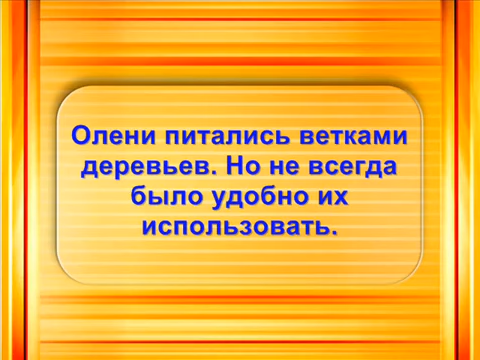 Олени питались ветками
деревьев. Но не всегда
было удобно их
использовать.